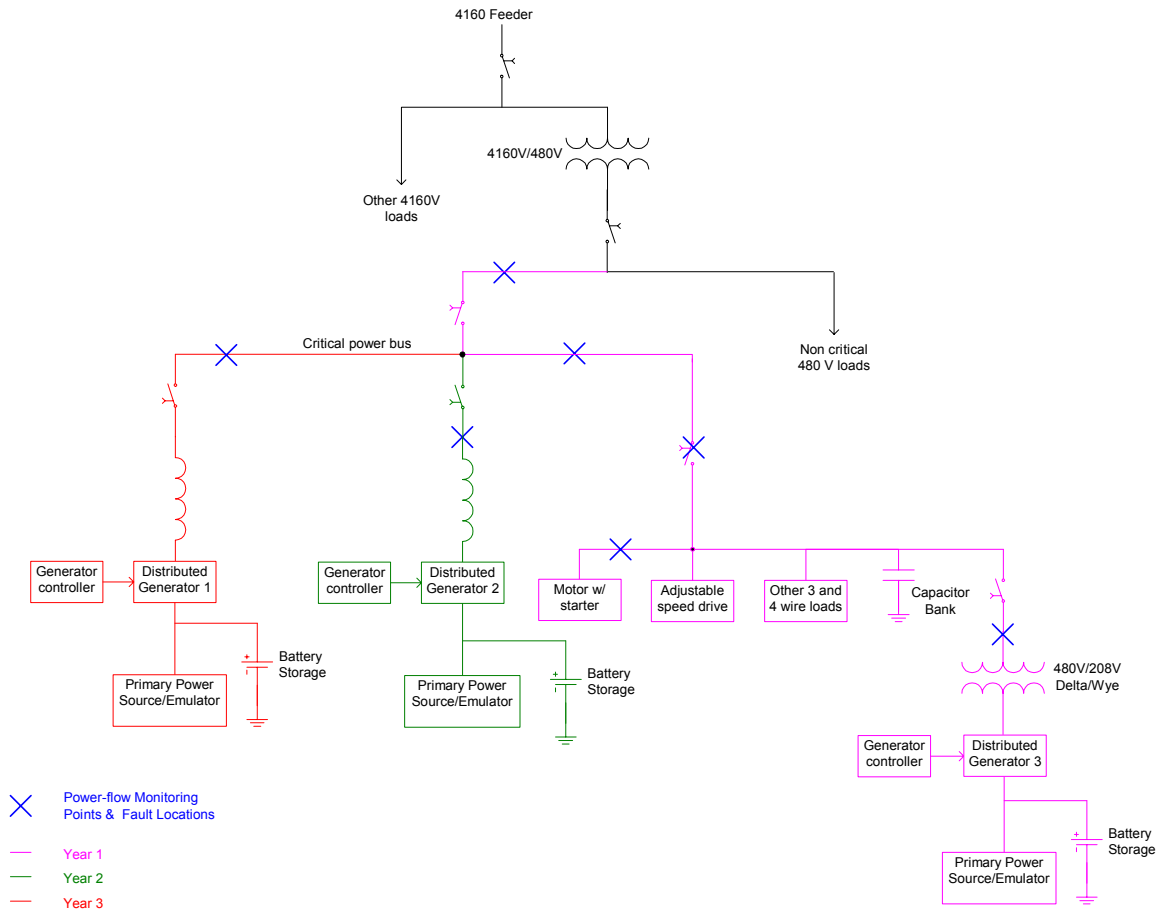 4160 Feeder
4160V/480V
Other 4160V
loads
Critical power bus
Non critical
480 V loads
Generator
controller
Distributed
Generator 1
Generator
controller
Distributed
Generator 2
Motor w/
starter
Adjustable
speed drive
Other 3 and
4 wire loads
Capacitor
Bank
+
-
Battery
Storage
Primary Power
Source/Emulator
+
-
Battery
Storage
Primary Power
Source/Emulator
480V/208V
Delta/Wye
Generator
controller
Distributed
Generator 3
+
-
Battery
Storage
Primary Power
Source/Emulator
Power-flow Monitoring
Points & Fault Locations
Year 1
Year 2
Year 3